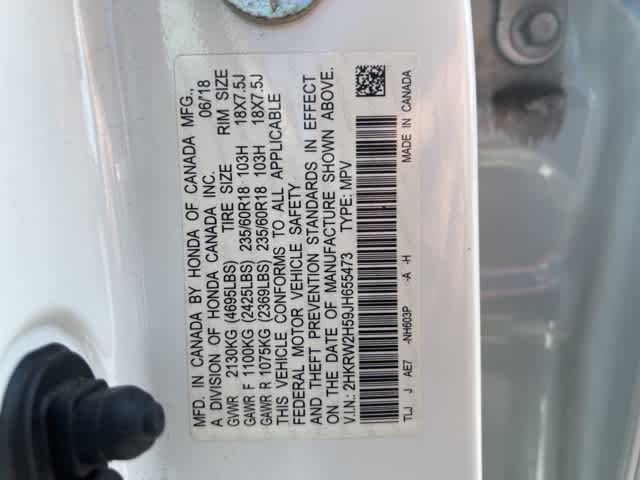 MFD. IN CANADA BY HONDA OF CANADA MFG.,
A DIVISION OF HONDA CANADA INC. 06/18
GVWR 2130KG (4695LBS) TIRE SIZE RIM SIZE
GAWR F 1100KG (2425LBS) 235/60R18 103H 18X7.5J
GAWR R 1075KG (2369LBS) 235/60R18 103H 18X7.5J
THIS VEHICLE CONFORMS TO ALL APPLICABLE
FEDERAL MOTOR VEHICLE SAFETY
AND THEFT PREVENTION STANDARDS IN EFFECT
ON THE DATE OF MANUFACTURE SHOWN ABOVE.
V.I.N.: 2HKRW2H59JH655473 TYPE: MPV
TLJ J AE7 -NH603P -A -H MADE IN CANADA